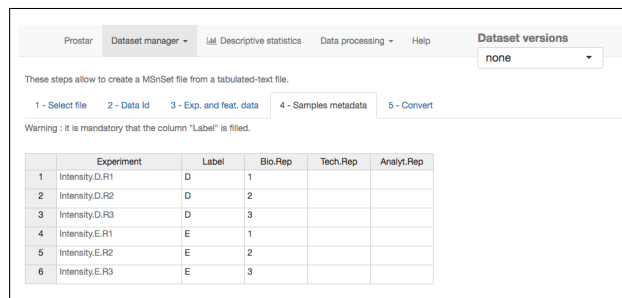 Prostar Dataset manager Descriptive statistics Data processing Help Dataset versions
none
These steps allow to create a MSnSet file from a tabulated-text file.
1 - Select file 2 - Data Id 3 - Exp. and feat. data 4 - Samples metadata 5 - Convert
Warning : it is mandatory that the column "Label" is filled.
Experiment Label Bio.Rep Tech.Rep Analyt.Rep
1 Intensity.D.R1 D 1
2 Intensity.D.R2 D 2
3 Intensity.D.R3 D 3
4 Intensity.E.R1 E 1
5 Intensity.E.R2 E 2
6 Intensity.E.R3 E 3